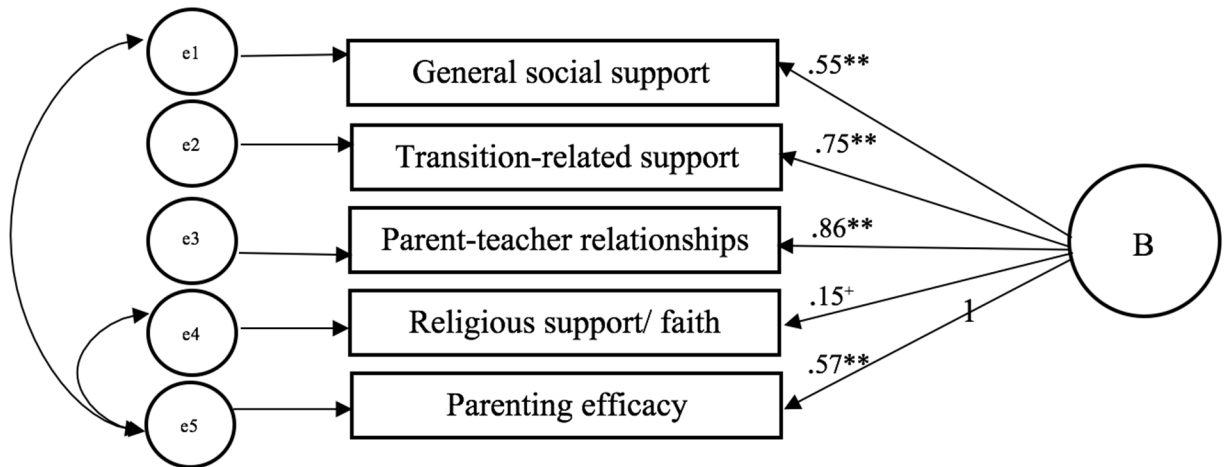 e1
General social support
.55**
e2
Transition-related support
.75**
e3
Parent-teacher relationships
.86**
B
e4
Religious support/ faith
.15+
1
e5
Parenting efficacy
.57**